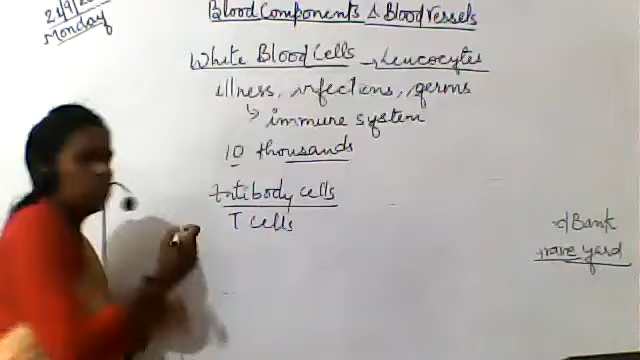 Monday
Blood Components & Blood Vessels
White Blood Cells → Leucocytes
illness, infections, germs
↳ immune system
10 thousands
Antibody cells
T cells
Bank
yard